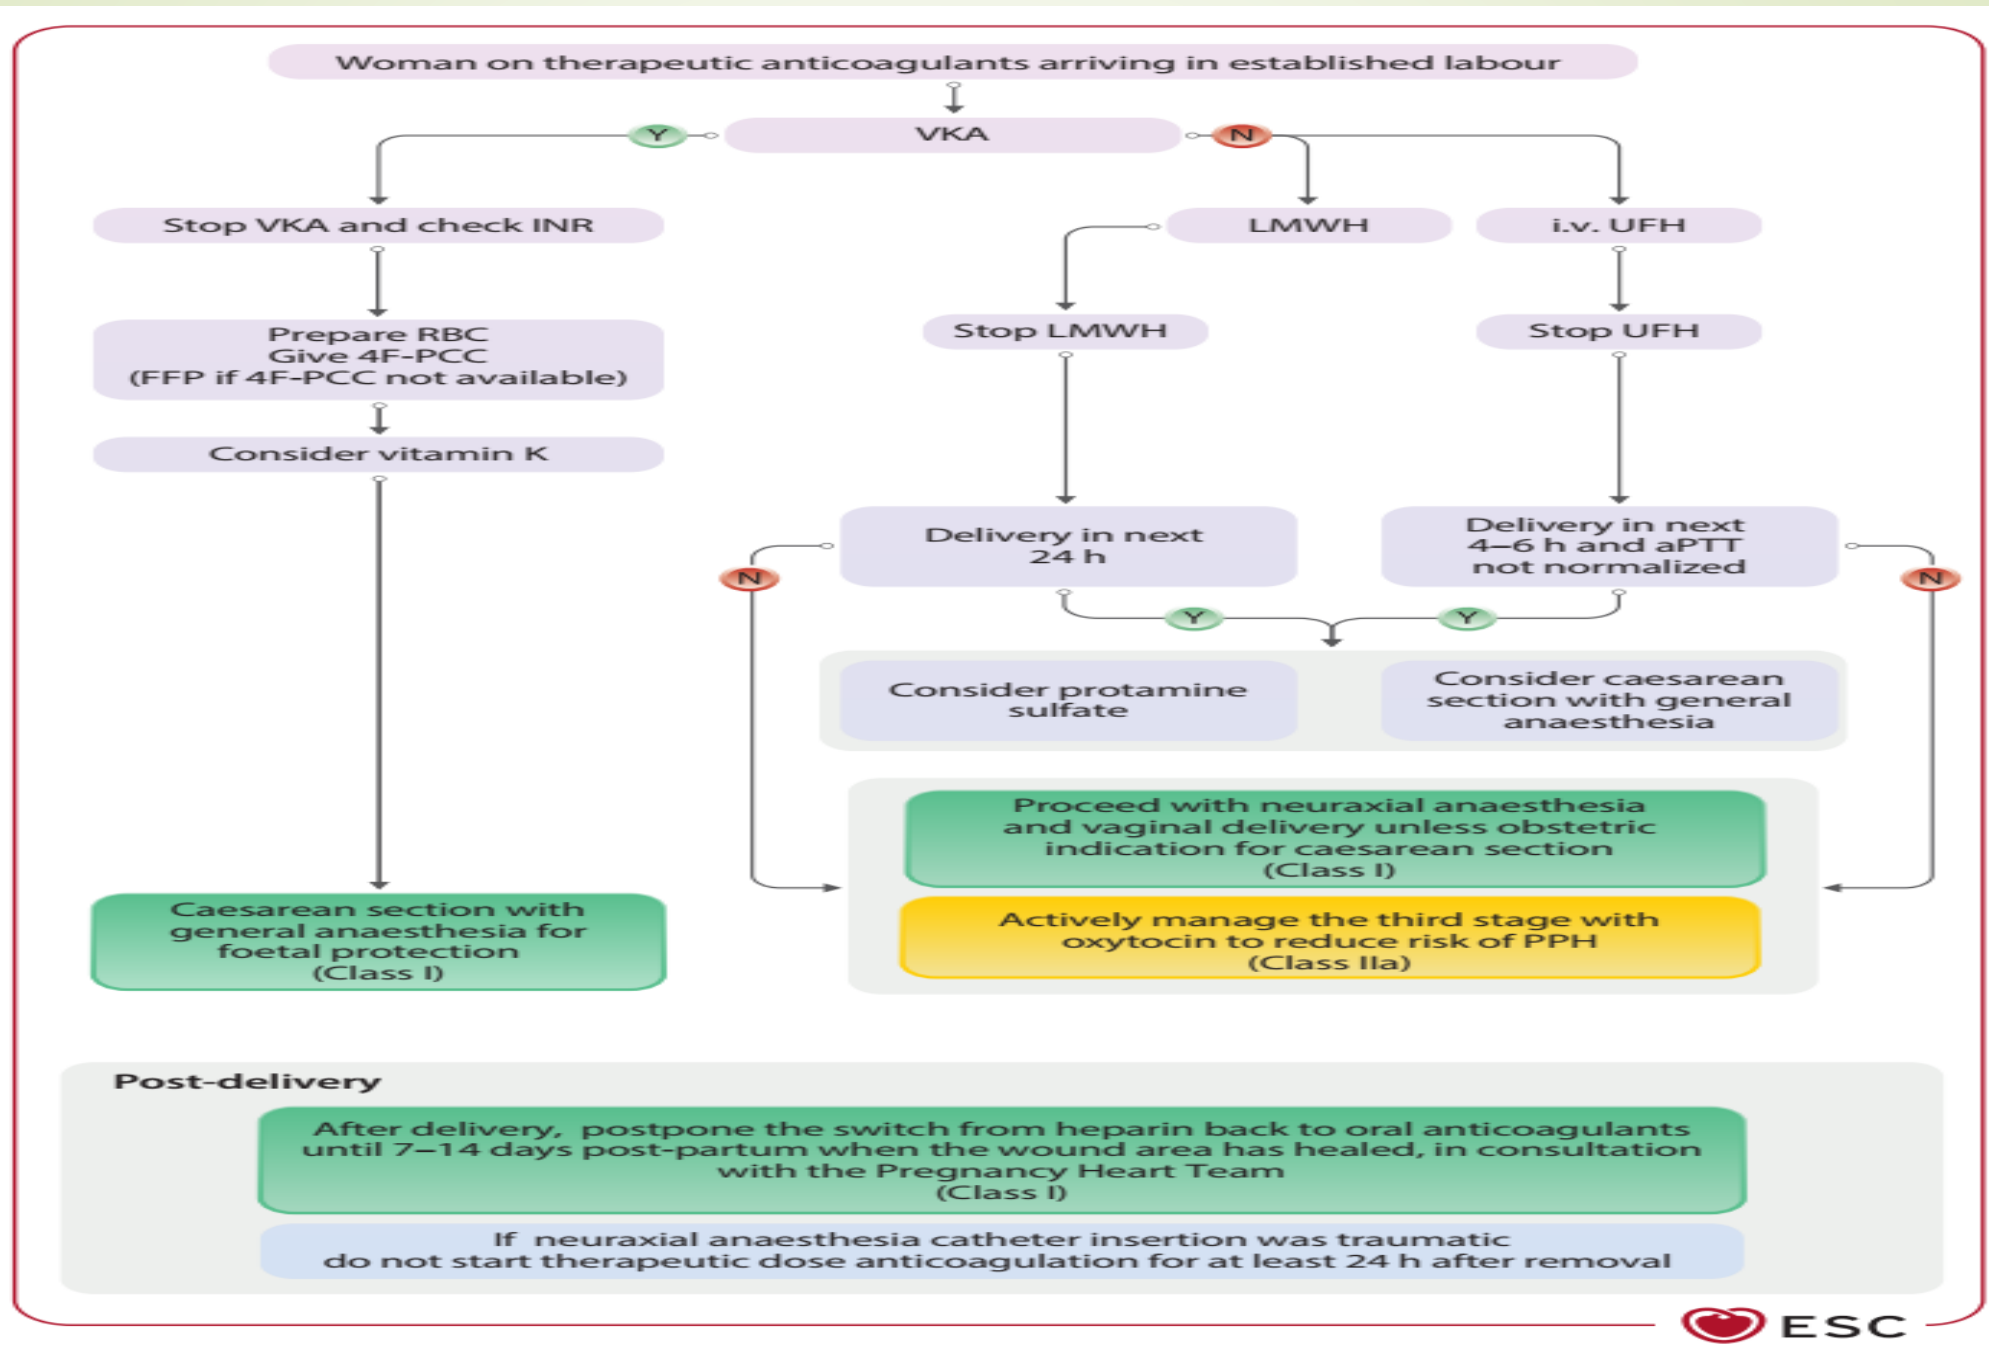 Woman on therapeutic anticoagulants arriving in established labour
Y
VKA
N
Stop VKA and check INR
LMWH
i.v. UFH
Prepare RBC
Give 4F-PCC
(FFP if 4F-PCC not available)
Stop LMWH
Stop UFH
Consider vitamin K
Delivery in next
24 h
Delivery in next
4–6 h and aPTT
not normalized
N
N
Y
Y
Consider protamine
sulfate
Consider caesarean
section with general
anaesthesia
Proceed with neuraxial anaesthesia
and vaginal delivery unless obstetric
indication for caesarean section
(Class I)
Caesarean section with
general anaesthesia for
foetal protection
(Class I)
Actively manage the third stage with
oxytocin to reduce risk of PPH
(Class IIa)
Post-delivery
After delivery, postpone the switch from heparin back to oral anticoagulants
until 7–14 days post-partum when the wound area has healed, in consultation
with the Pregnancy Heart Team
(Class I)
If neuraxial anaesthesia catheter insertion was traumatic
do not start therapeutic dose anticoagulation for at least 24 h after removal
ESC